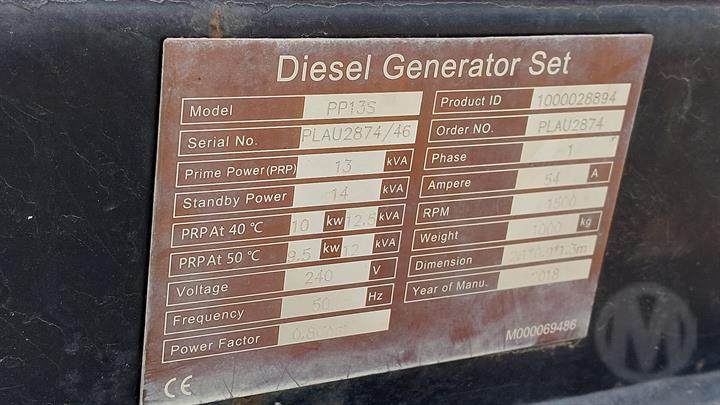 Diesel Generator Set
Model PP13S
Serial No. PLAU2874/46
Prime Power(PRP) 13 kVA
Standby Power 14 kVA
PRPAt 40 ℃ 10 kw 12.5 kVA
PRPAt 50 ℃ 9.5 kw 12 kVA
Voltage 240 V
Frequency 50 Hz
Power Factor
CE
Product ID 1000028894
Order NO. PLAU2874
Phase 1
Ampere 54 A
RPM 1500
Weight 1000 kg
Dimension
Year of Manu. 2018
M000069486
M